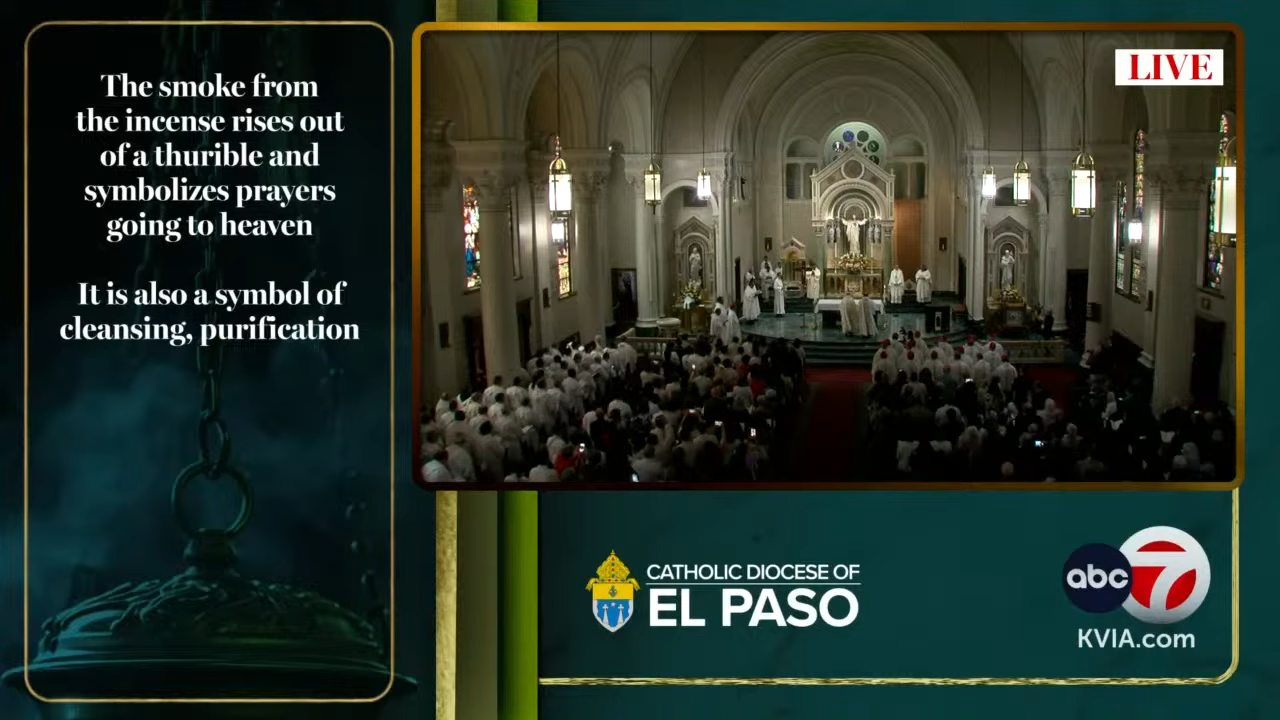 The smoke from
the incense rises out
of a thurible and
symbolizes prayers
going to heaven
It is also a symbol of
cleansing, purification
LIVE
CATHOLIC DIOCESE OF
EL PASO
abc
7
KVIA.com